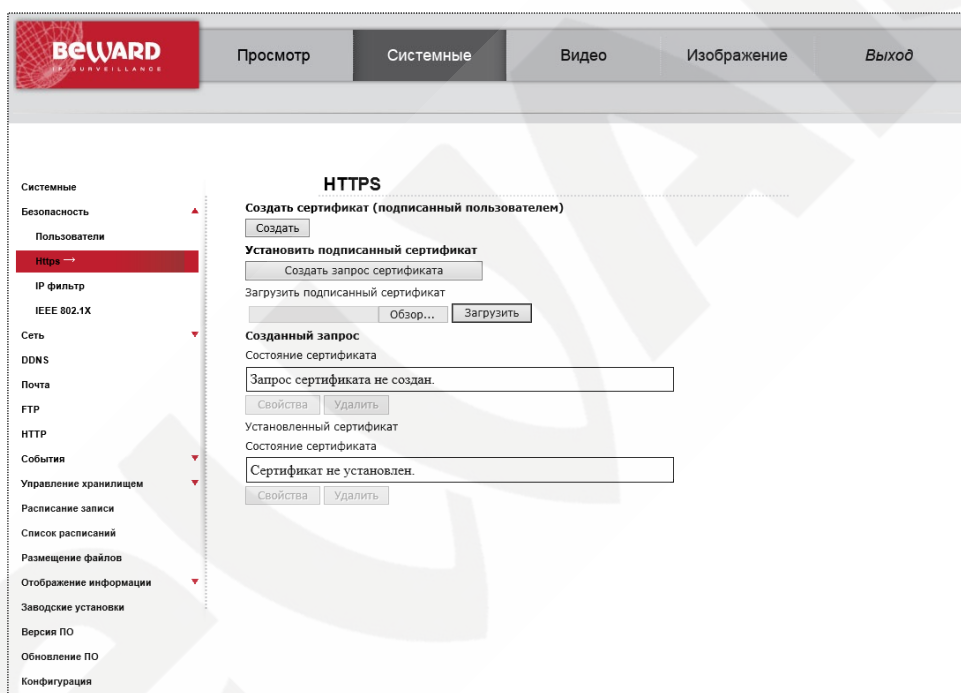 BEWARD
IP SURVEILLANCE
Просмотр
Системные
Видео
Изображение
Выход
Системные
Безопасность
Пользователи
Https →
IP фильтр
IEEE 802.1X
Сеть
DDNS
Почта
FTP
HTTP
События
Управление хранилищем
Расписание записи
Список расписаний
Размещение файлов
Отображение информации
Заводские установки
Версия ПО
Обновление ПО
Конфигурация
HTTPS
Создать сертификат (подписанный пользователем)
Создать
Установить подписанный сертификат
Создать запрос сертификата
Загрузить подписанный сертификат
Обзор... Загрузить
Созданный запрос
Состояние сертификата
Запрос сертификата не создан.
Свойства Удалить
Установленный сертификат
Состояние сертификата
Сертификат не установлен.
Свойства Удалить